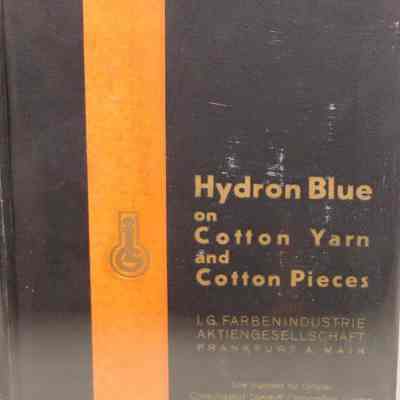 Hydron Blue
on
Cotton Yarn
and
Cotton Pieces
I.G. FARBENINDUSTRIE
AKTIENGESELLSCHAFT
FRANKFURT A. MAIN